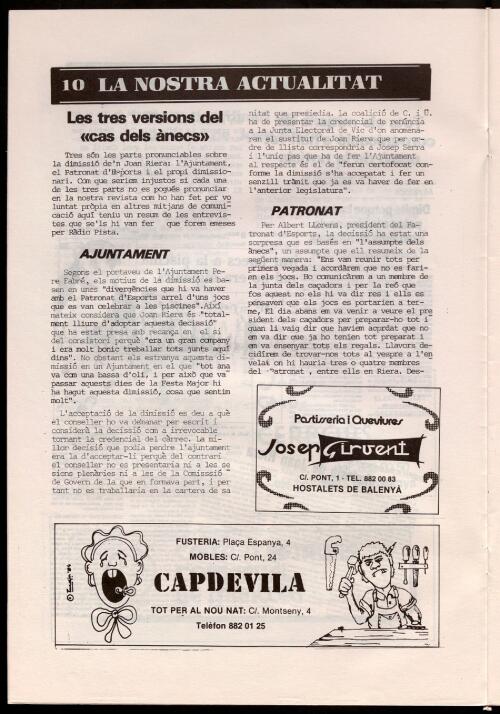 10 LA NOSTRA ACTUALITAT
Les tres versions del
«cas dels ànecs»
Tres són les parts pronunciables sobre
la dimissió de'n Joan Riera: l'Ajuntament,
el Patronat d'Esports i el propi dimissio-
nari. Com que seriem injustos si cada una
de les tres parts no es pogués pronunciar
en la nostra revista com ho han fet per vo
luntat pròpia en altres mitjans de comuni-
cació aquí teniu un resum de les entrevis-
tes que se'ls hi van fer que forem emeses
per Ràdio Pista.
AJUNTAMENT
Segons el portaveu de l'Ajuntament Pe-
re Fabré, els motius de la dimissió es ba-
sen en unes "divergències que hi va haver
amb el Patronat d'Esports arrel d'uns jocs
que es van celebrar a les piscines". Així
mateix considera que Joan Riera és "total-
ment lliure d'adoptar aquesta decissió"
que ha estat presa amb recança en el si
del consistori perquè "era un gran company
i era molt bonic treballar tots junts aquí
dins". No obstant els estranya aquesta di-
missió en un Ajuntament en el que "tot ana
va com una bassa d'oli, i per això que va
passar aquests dies de la Festa Major hi
ha hagut aquesta dimissió, cosa que sentim
molt".
L'acceptació de la dimissió es deu a què
el conseller ho va demanar per escrit i
considerà la decissió com a irrevocable
tornant la credencial del càrrec. La mi-
llor decisió que podia pendre l'ajuntament
era la d'acceptar-li perquè del contrari
el conseller no es presentaria ni a les se
sions plenàries ni a les de la Comisssió
de Govern de la que en formava part, i per
tant no es treballaria en la cartera de sa
nitat que presiedia. La coalició de C. i U.
ha de presentar la credencial de renúncia
a la Junta Electoral de Vic d'on anomena-
ran el sustitut de Joan Riera que per or-
dre de llista correspondria a Josep Serra
i l'unic pas que ha de fer l'Ajuntament
al respecte és el de "ferun certofocat con-
forme la dimissió s'ha accepatat i fer un
senzill tràmit que ja es va haver de fer en
l'anterior legislatura".
PATRONAT
Per Albert LLorens, president del Pa-
tronat d'Esports, la decissió ha estat una
sorpresa que es basés en "l'assumpte dels
ànecs", un assumpte que ell resumeix de la
següent manera: "Ens vam reunir tots per
primera vegada i acordàrem que no es fari-
en els jocs. Ho comunicàrem a un membre de
la junta dels caçadors i per la reó que
fos aquest no els hi va dir res i ells es
pensaven que els jocs es portarien a ter-
me. El dia abans em va venir a veure el pre
sident dels caçadors per preparar-ho tot i
quan li vaig dir que havíem acprdat que no
em va dir que ja ho tenien tot preparat i
em va ensenyar tots els regals. Llavors de-
cidírem de trovar-nos tots al vespre a l'en
velat on hi hauria tres o quatre membres
del Patronat , entre ells en Riera. Des-
Pastisseria i Queviures
Josep Girvent
C/. PONT, 1 - TEL. 882 00 83
HOSTALETS DE BALENYÀ
FUSTERIA: Plaça Espanya, 4
MOBLES: C/. Pont, 24
CAPDEVILA
TOT PER AL NOU NAT: C/. Montseny, 4
Telèfon 882 01 25